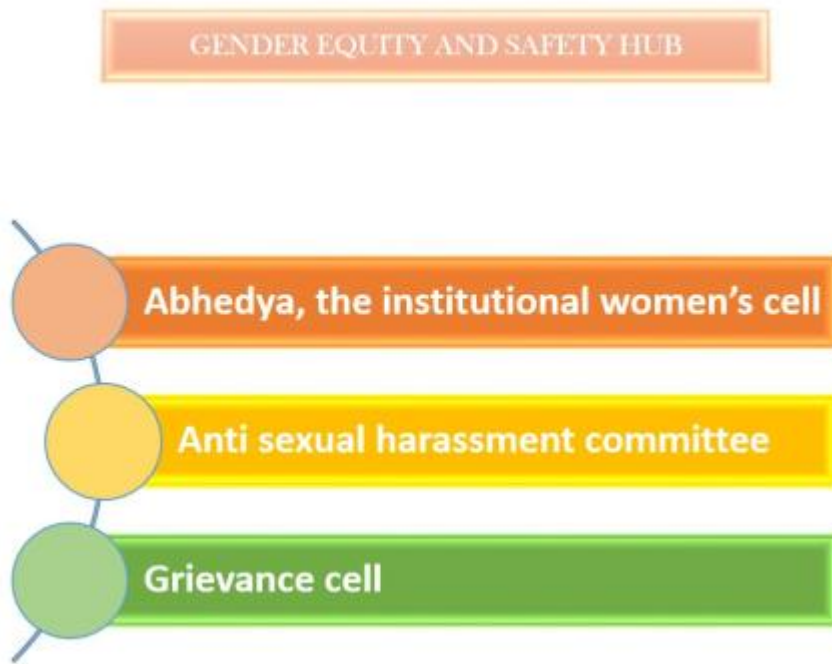 GENDER EQUITY AND SAFETY HUB
Abhedya, the institutional women’s cell
Anti sexual harassment committee
Grievance cell